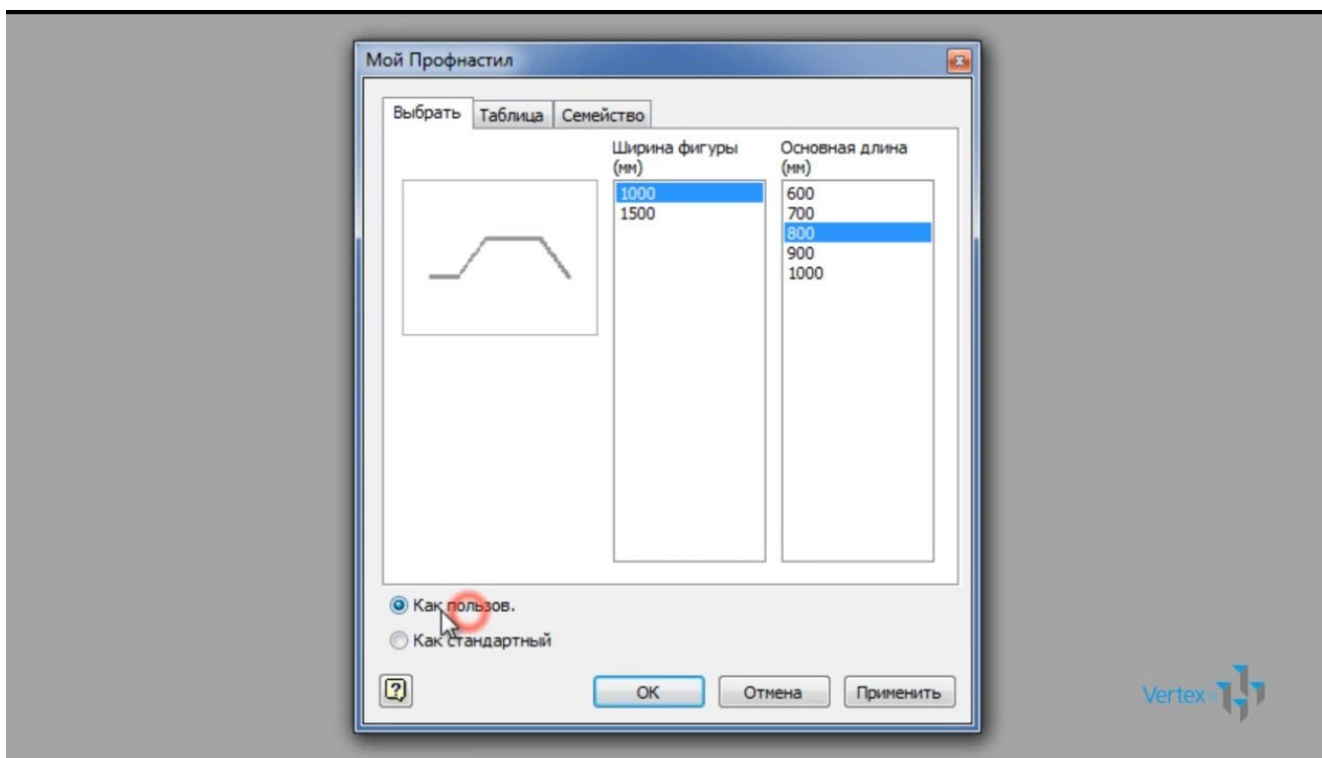 Мой Профнастил
Выбрать Таблица Семейство
Ширина фигуры
(мм)
1000
1500
Основная длина
(мм)
600
700
800
900
1000
Как пользов.
Как стандартный
OK Отмена Применить
Vertex